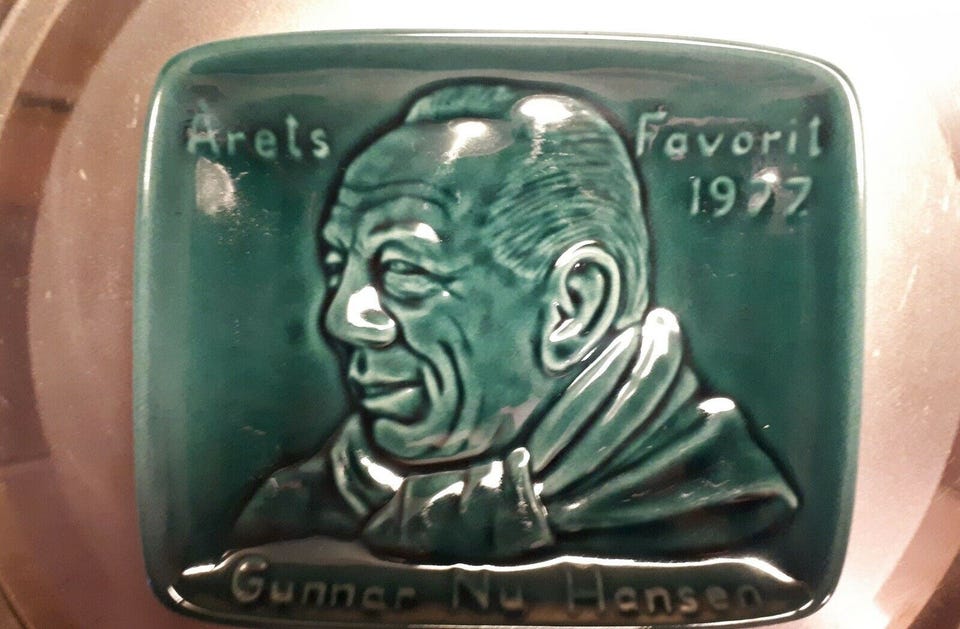 Årets Favorit
1977
Gunnar Nu Hansen